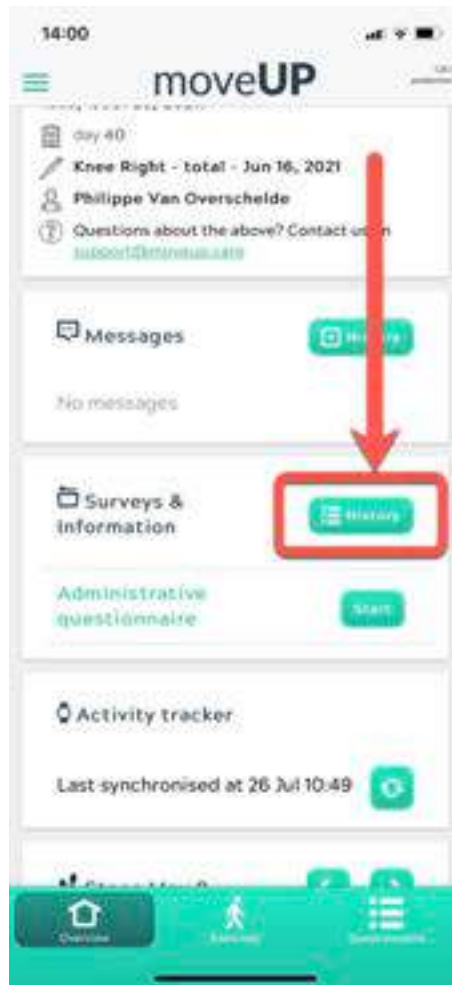 14:00
moveUP
day 40
Knee Right - total - Jun 16, 2021
Philippe Van Overschelde
Questions about the above? Contact us
support@moveup.care
Messages
History
No messages
Surveys &
information
History
Administrative
questionnaire
Start
Activity tracker
Last synchronised at 26 Jul 10:49
Overview